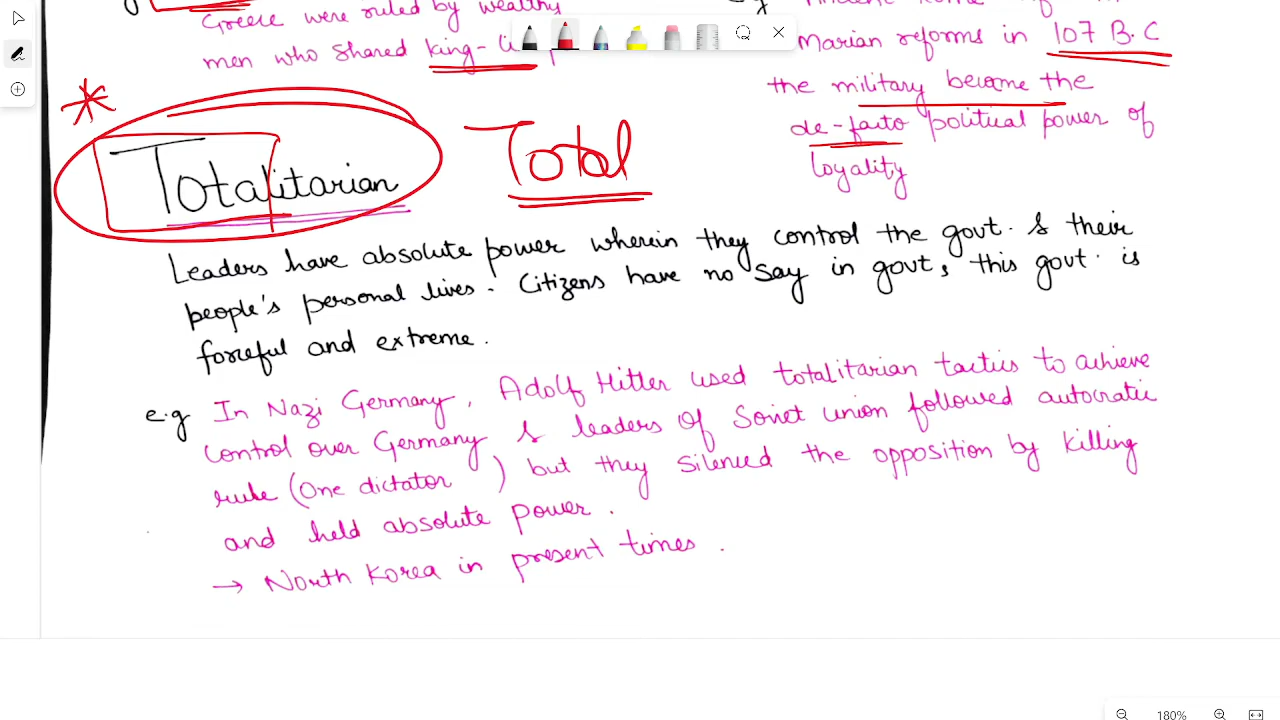 Greece were ruled by wealthy
men who shared king-li
Marian reforms in 107 B.C
the military become the
de-facto political power of
loyality
Totalitarian
Total
Leaders have absolute power wherein they control the govt. & their
people's personal lives. Citizens have no say in govt, this govt. is
forceful and extreme.
e.g In Nazi Germany, Adolf Hitler used totalitarian tactics to achieve
control over Germany & leaders of Soviet union followed autocratic
rule (One dictator ) but they silenced the opposition by killing
and held absolute power.
→ North Korea in present times.
180%